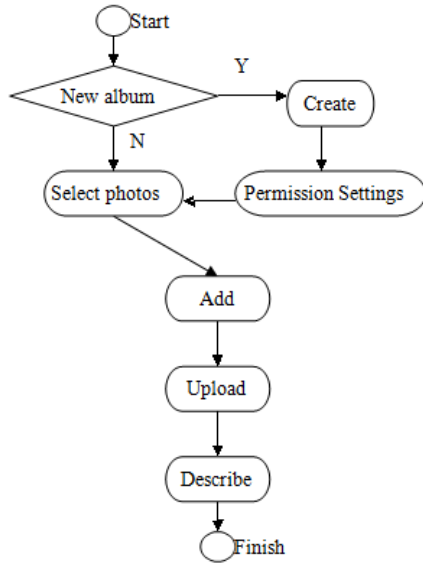 Start
Y
New album
Create
N
Select photos
Permission Settings
Add
Upload
Describe
Finish